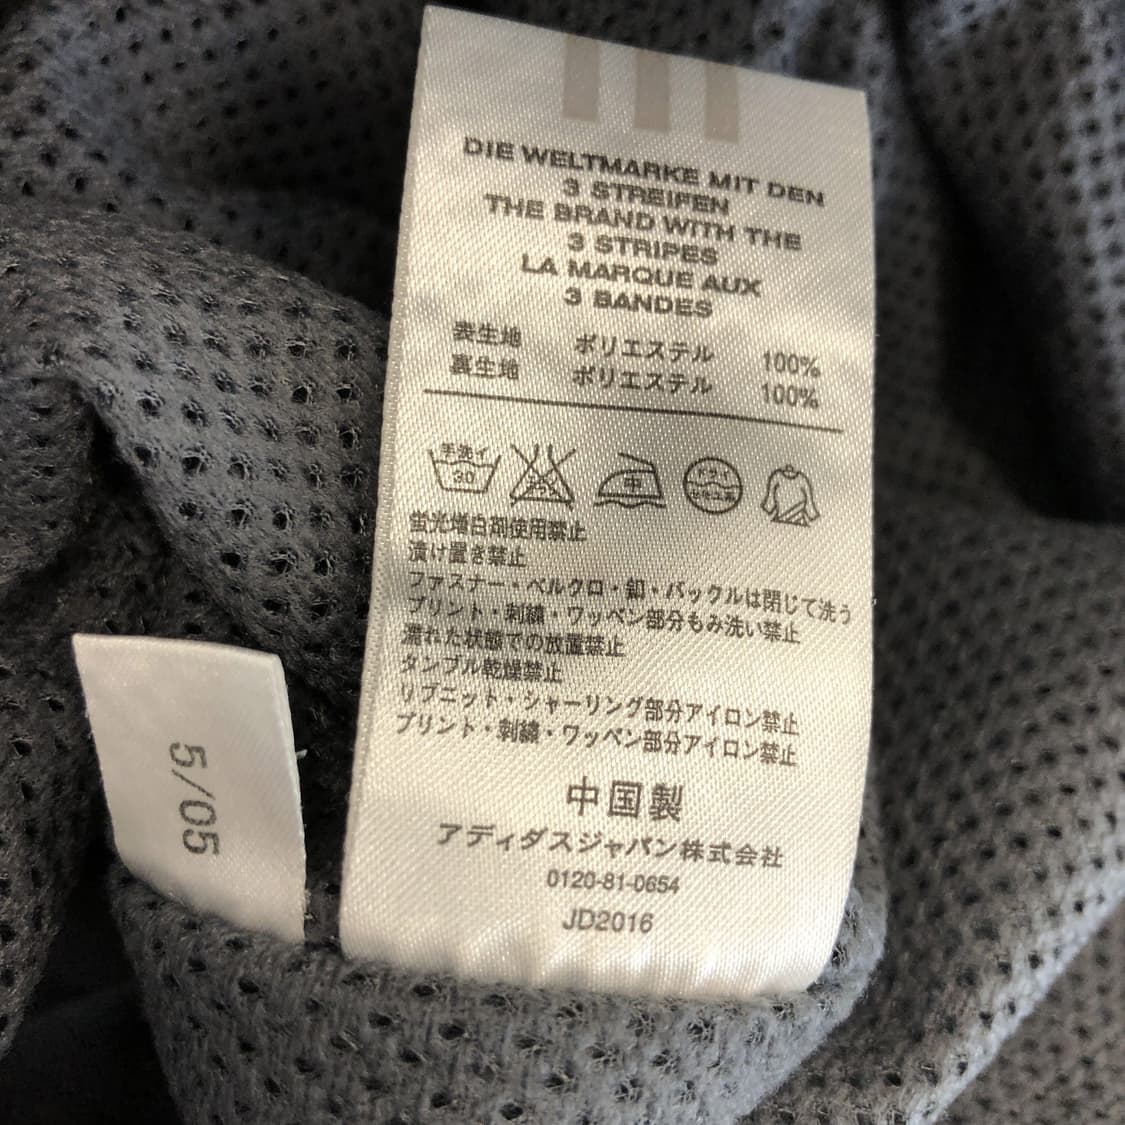 DIE WELTMARKE MIT DEN
3 STREIFEN
THE BRAND WITH THE
3 STRIPES
LA MARQUE AUX
3 BANDES
表生地 ポリエステル 100%
裏生地 ポリエステル 100%
手洗イ
30
中
蛍光増白剤使用禁止
漬け置き禁止
ファスナー・ベルクロ・釦・バックルは閉じて洗う
プリント・刺繍・ワッペン部分もみ洗い禁止
濡れた状態での放置禁止
タンブル乾燥禁止
リブニット・シャーリング部分アイロン禁止
プリント・刺繍・ワッペン部分アイロン禁止
中国製
アディダスジャパン株式会社
0120-81-0654
JD2016
5/05